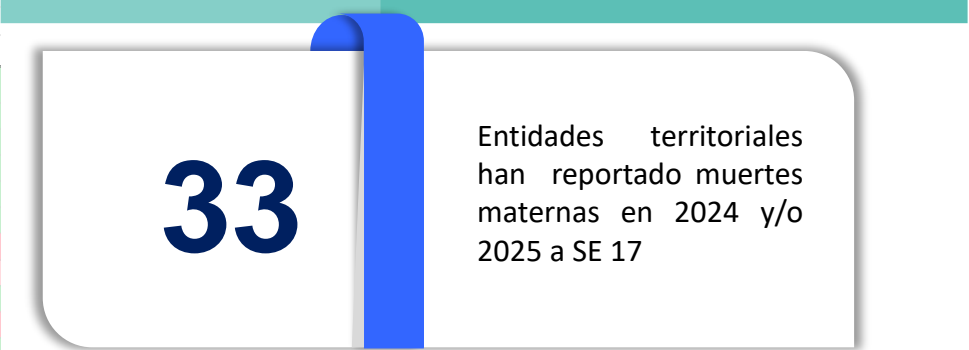 33
Entidades territoriales
han reportado muertes
maternas en 2024 y/o
2025 a SE 17